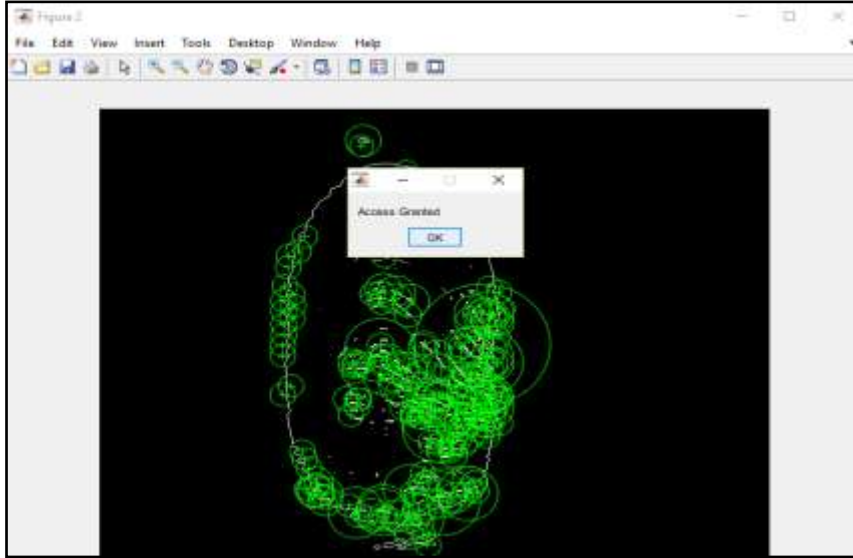 Figure 2
File Edit View Insert Tools Desktop Window Help
Access Granted
OK